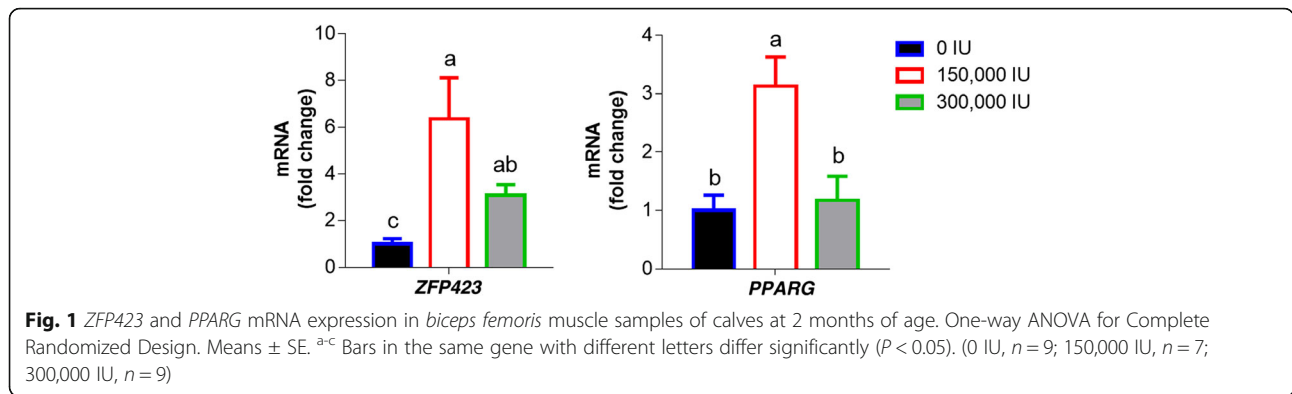 10
8
6
4
2
0
mRNA
(fold change)
c
a
ab
ZFP423
4
3
2
1
0
mRNA
(fold change)
b
a
b
PPARG
0 IU
150,000 IU
300,000 IU
Fig. 1 ZFP423 and PPARG mRNA expression in biceps femoris muscle samples of calves at 2 months of age. One-way ANOVA for Complete
Randomized Design. Means ± SE. a-c Bars in the same gene with different letters differ significantly (P < 0.05). (0 IU, n = 9; 150,000 IU, n = 7;
300,000 IU, n = 9)